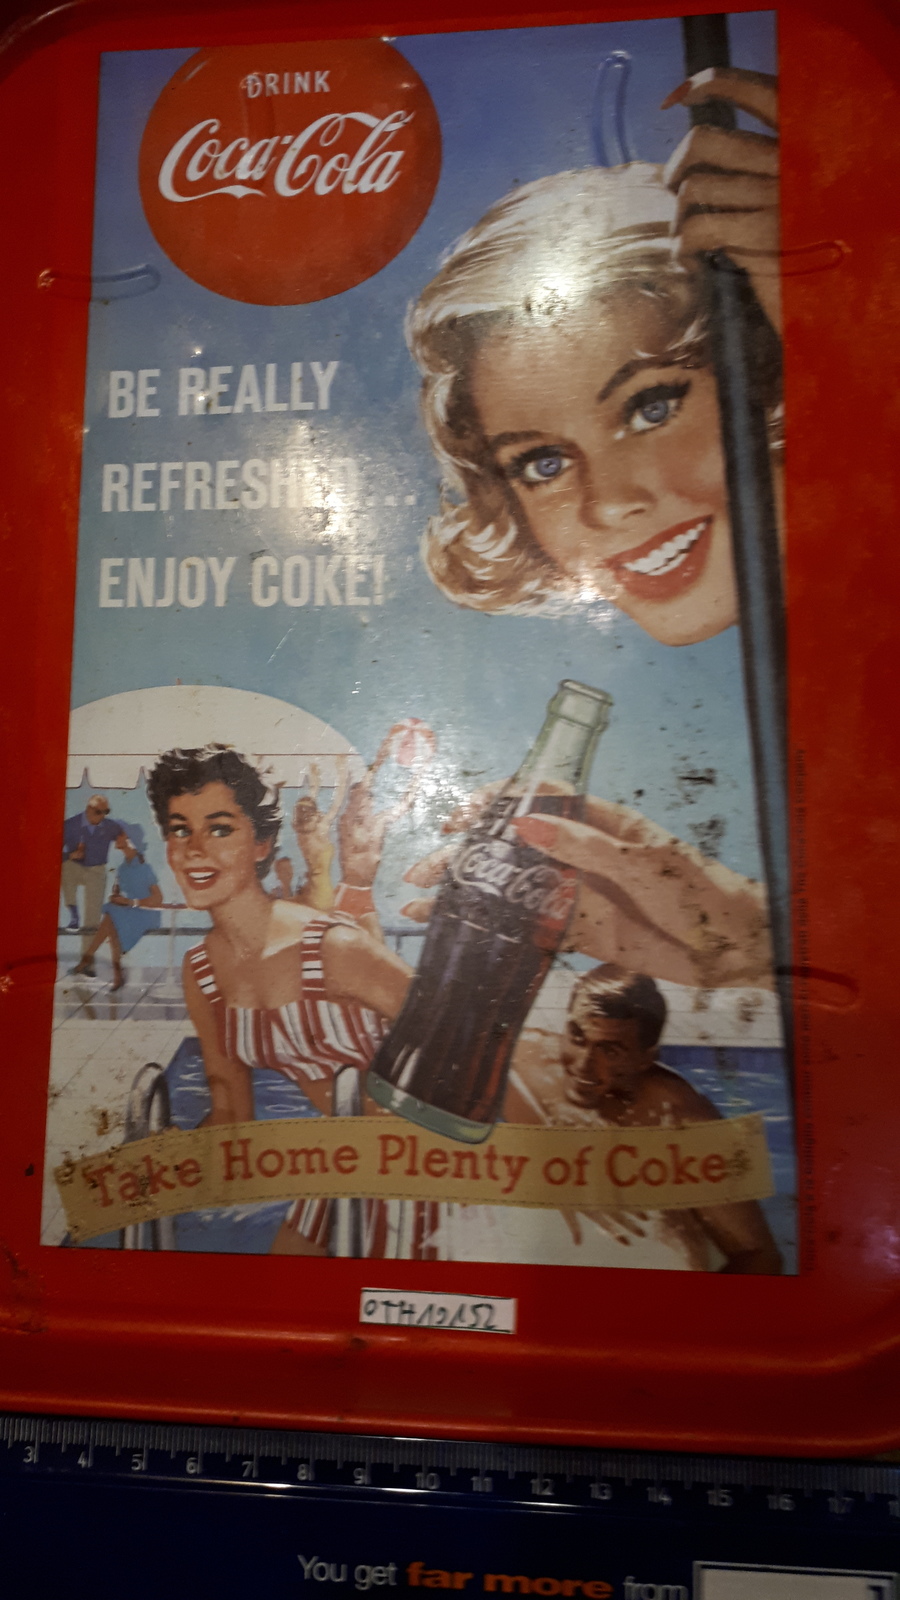 DRINK
Coca-Cola
BE REALLY
REFRESHED...
ENJOY COKE!
Coca-Cola
Take Home Plenty of Coke
OTH19152
3 4 5 6 7 8 9 10 11 12 13 14 15 16 17
You get far more from